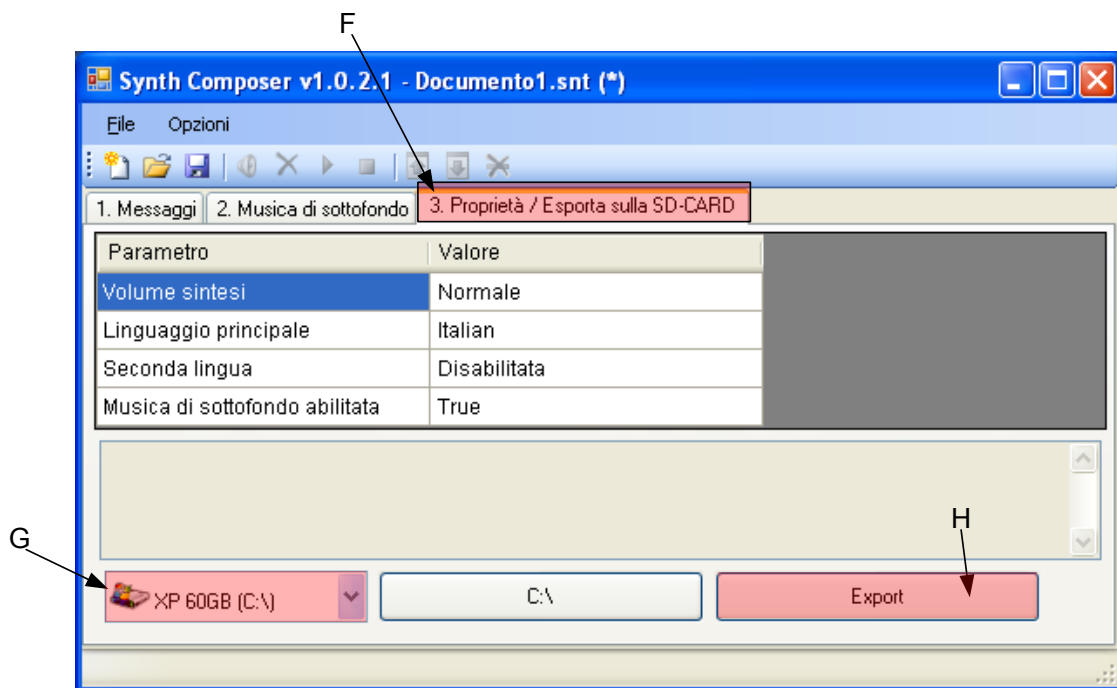 F
Synth Composer v1.0.2.1 - Documento1.snt (*)
File Opzioni
1. Messaggi 2. Musica di sottofondo 3. Proprietà / Esporta sulla SD-CARD
Parametro Valore
Volume sintesi Normale
Linguaggio principale Italian
Seconda lingua Disabilitata
Musica di sottofondo abilitata True
H
G
XP 60GB (C:\) C:\ Export